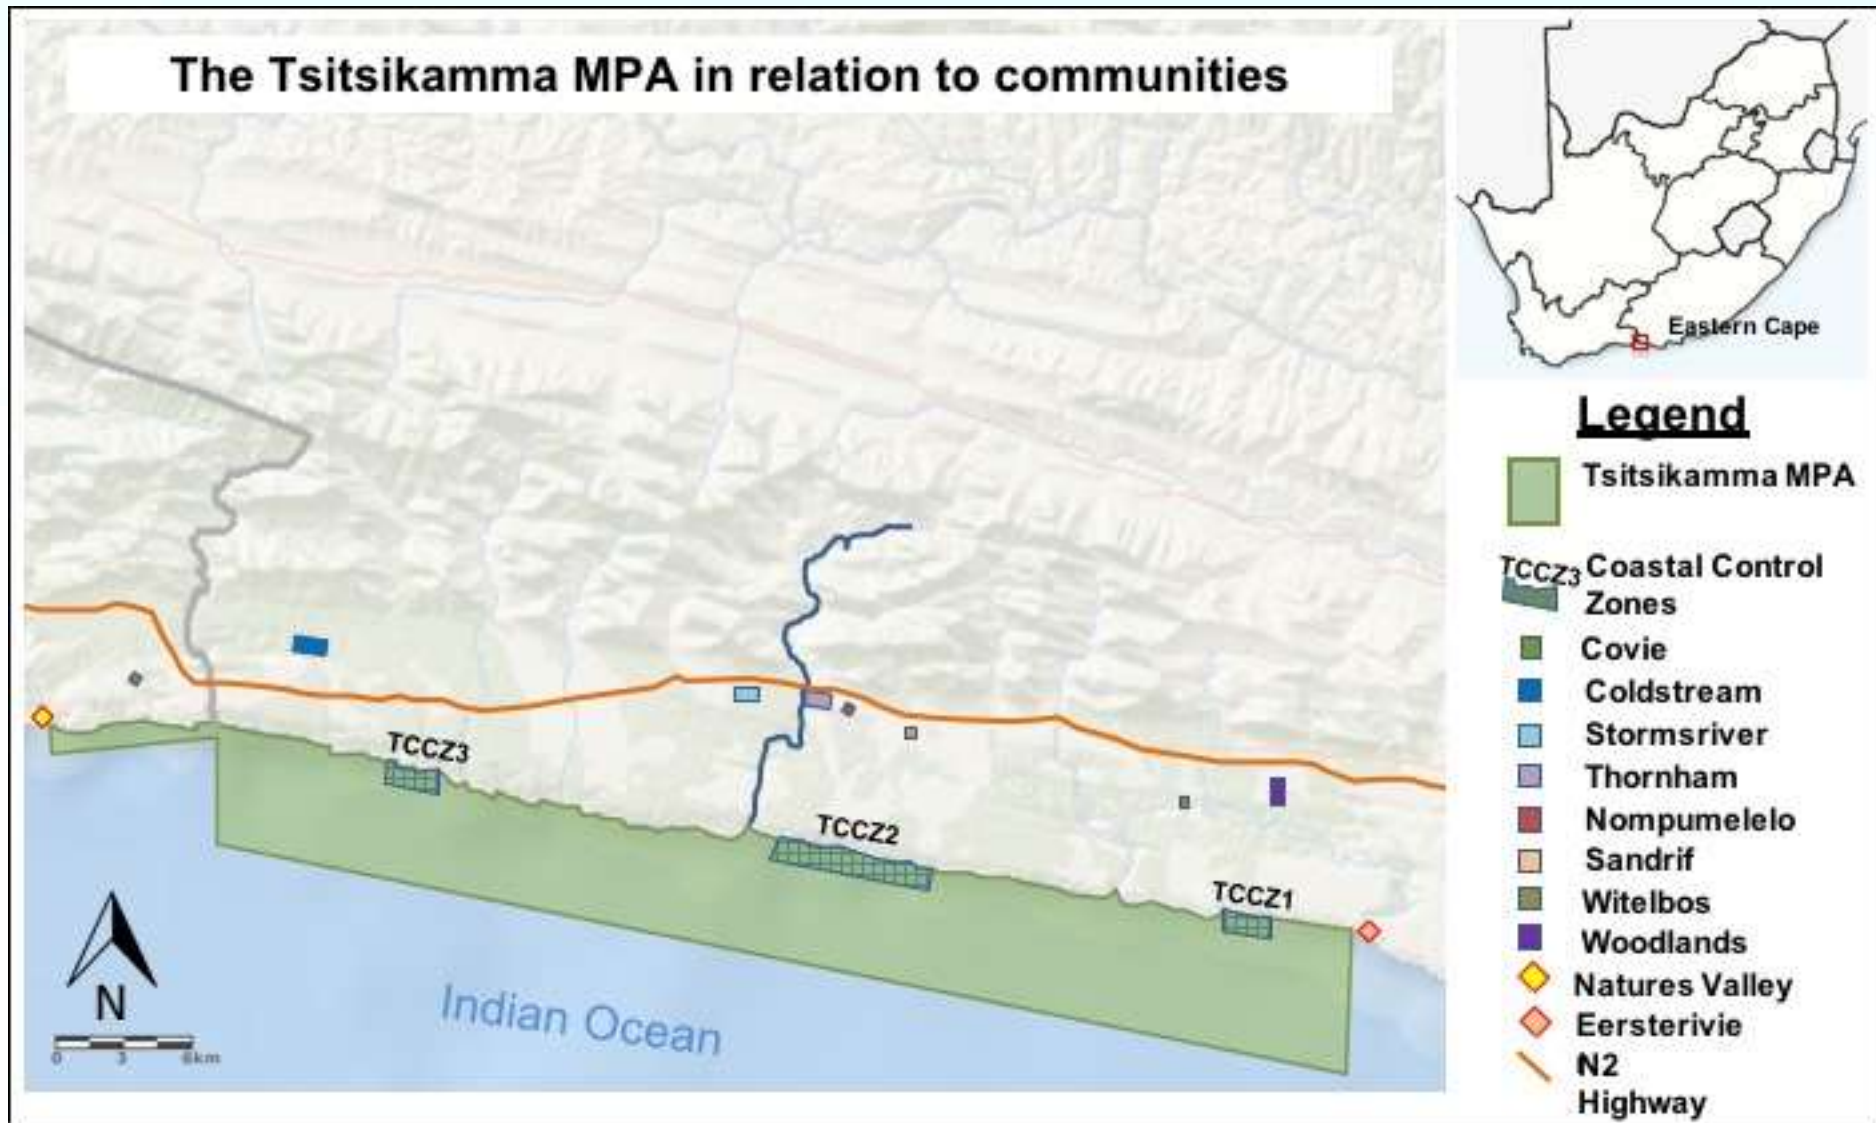 The Tsitsikamma MPA in relation to communities
Eastern Cape
Legend
Tsitsikamma MPA
TCCZ3 Coastal Control
Zones
Covie
Coldstream
Stormsriver
Thornham
Nompumelelo
Sandrif
Witelbos
Woodlands
Natures Valley
Eersterivie
N2
Highway
TCCZ3
TCCZ2
TCCZ1
N
0 3 6km
Indian Ocean